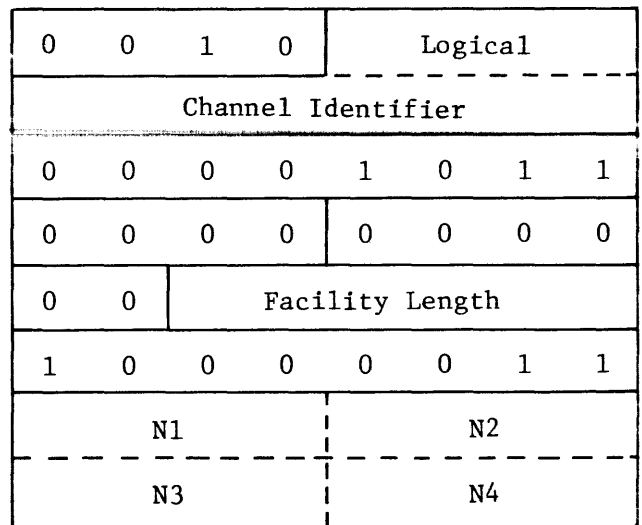 0 0 1 0 Logical
Channel Identifier
0 0 0 0 1 0 1 1
0 0 0 0 0 0 0 0
0 0 Facility Length
1 0 0 0 0 0 1 1
N1 N2
N3 N4